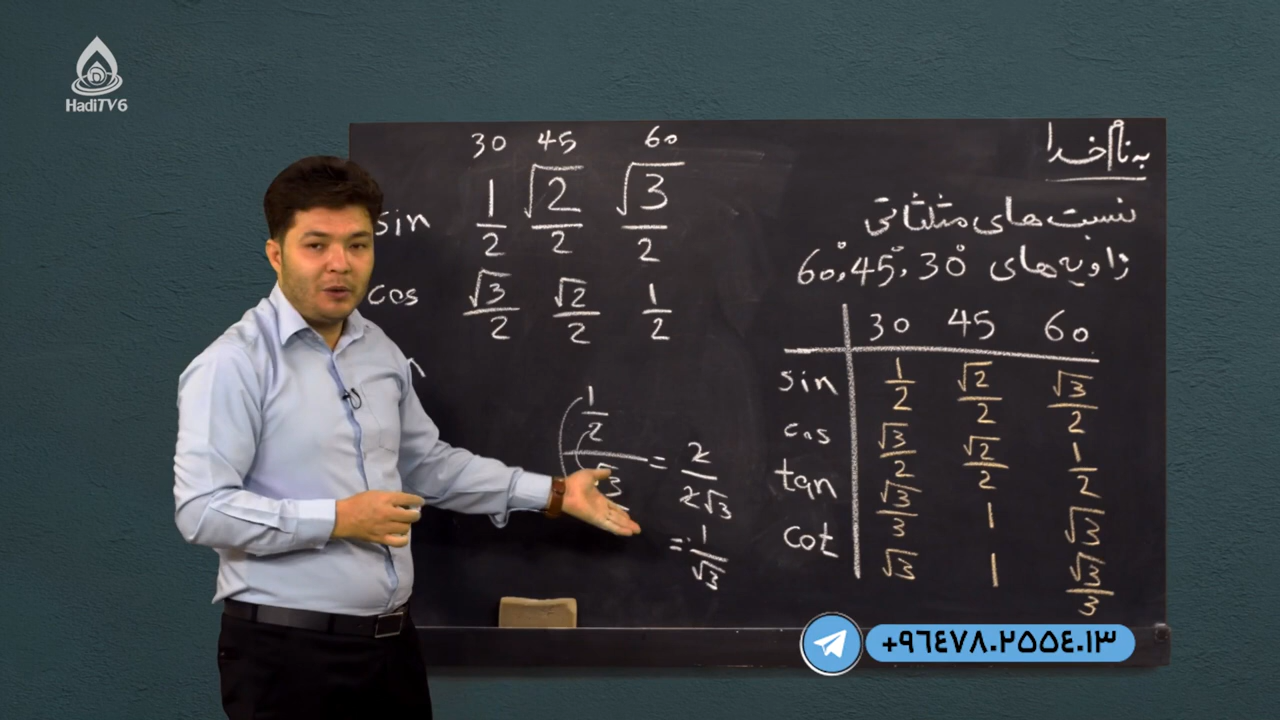 HadiTV6
به نام خدا
نسبت های مثلثاتی
زاویه های 30°، 45°، 60°
30 45 60
sin 1/2 √2/2 √3/2
cos √3/2 √2/2 1/2
n
1/2
3
= 2/2√3
= 1/√3
30 45 60
sin 1/2 √2/2 √3/2
cos √3/2 √2/2 1/2
tan √3/3 1 √3
cot √3 1 √3/3
+٩٦٤٧٨٠٢٥٥٤٠١٣